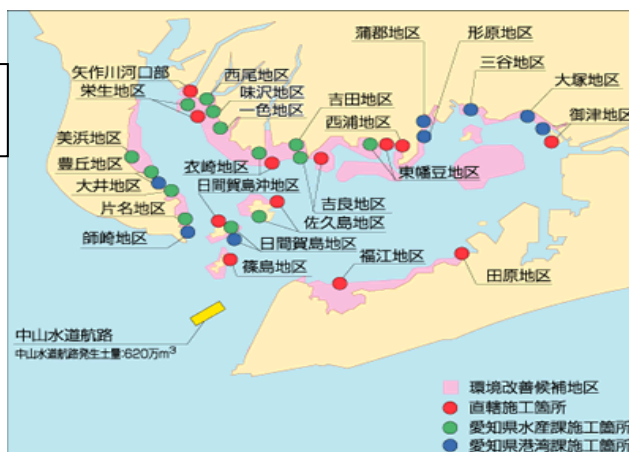 蒲郡地区
形原地区
三谷地区
矢作川河口部
西尾地区
栄生地区
味沢地区
吉田地区
大塚地区
一色地区
西浦地区
御津地区
美浜地区
豊丘地区
衣崎地区
東幡豆地区
大井地区
日間賀島沖地区
吉良地区
片名地区
佐久島地区
師崎地区
日間賀島地区
福江地区
篠島地区
田原地区
中山水道航路
中山水道航路発生土量:620万m³
環境改善候補地区
直轄施工箇所
愛知県水産課施工箇所
愛知県港湾課施工箇所